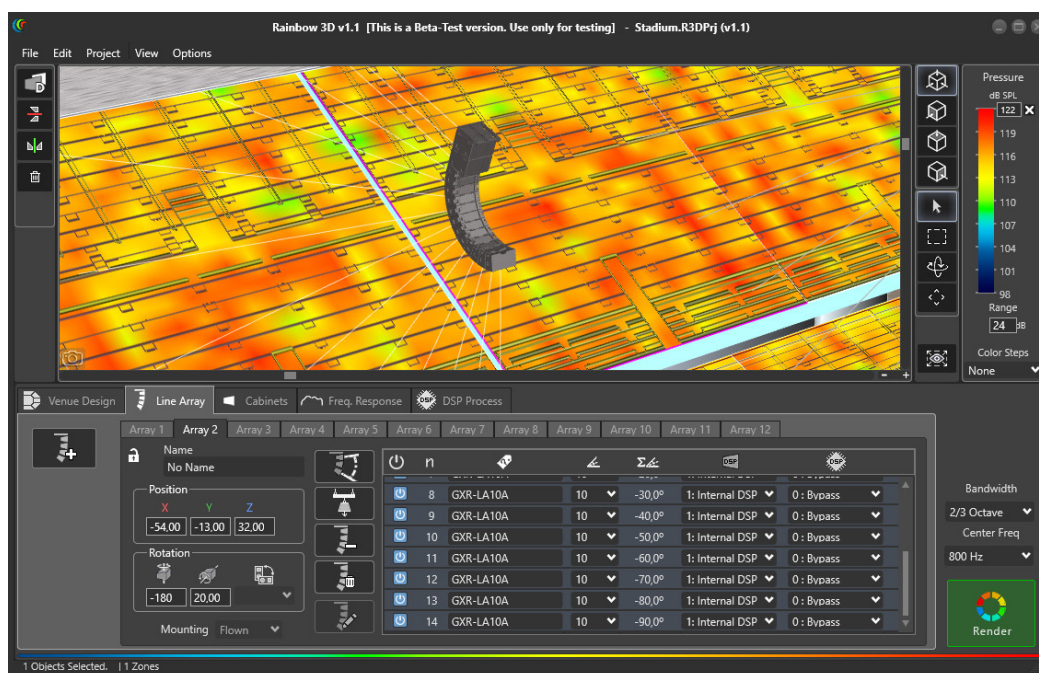 Rainbow 3D v1.1 [This is a Beta-Test version. Use only for testing] - Stadium.R3DPrj (v1.1)
File Edit Project View Options
D
Pressure
dB SPL
122
119
116
113
110
107
104
101
98
Range
24 dB
Color Steps
None
Venue Design Line Array Cabinets Freq. Response DSP DSP Process
Array 1 Array 2 Array 3 Array 4 Array 5 Array 6 Array 7 Array 8 Array 9 Array 10 Array 11 Array 12
Name
No Name
Position
X Y Z
-54,00 -13,00 32,00
Rotation
-180 20,00
Mounting Flown
n Σ DSP DSP
8 GXR-LA10A 10 -30,0º 1: Internal DSP 0 : Bypass
9 GXR-LA10A 10 -40,0º 1: Internal DSP 0 : Bypass
10 GXR-LA10A 10 -50,0º 1: Internal DSP 0 : Bypass
11 GXR-LA10A 10 -60,0º 1: Internal DSP 0 : Bypass
12 GXR-LA10A 10 -70,0º 1: Internal DSP 0 : Bypass
13 GXR-LA10A 10 -80,0º 1: Internal DSP 0 : Bypass
14 GXR-LA10A 10 -90,0º 1: Internal DSP 0 : Bypass
Bandwidth
2/3 Octave
Center Freq
800 Hz
Render
1 Objects Selected. | 1 Zones